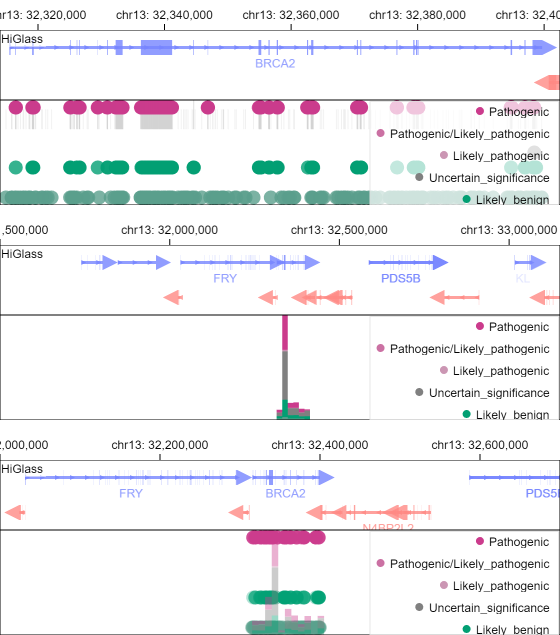 chr13: 32,320,000 chr13: 32,340,000 chr13: 32,360,000 chr13: 32,380,000 chr13: 32,40
HiGlass
BRCA2
Pathogenic
Pathogenic/Likely_pathogenic
Likely_pathogenic
Uncertain_significance
Likely_benign
,500,000 chr13: 32,000,000 chr13: 32,500,000 chr13: 33,000,000
HiGlass
FRY PDS5B KL
Pathogenic
Pathogenic/Likely_pathogenic
Likely_pathogenic
Uncertain_significance
Likely_benign
2,000,000 chr13: 32,200,000 chr13: 32,400,000 chr13: 32,600,000
HiGlass
FRY BRCA2 PDS5
N4BP2L2
Pathogenic
Pathogenic/Likely_pathogenic
Likely_pathogenic
Uncertain_significance
Likely_benign